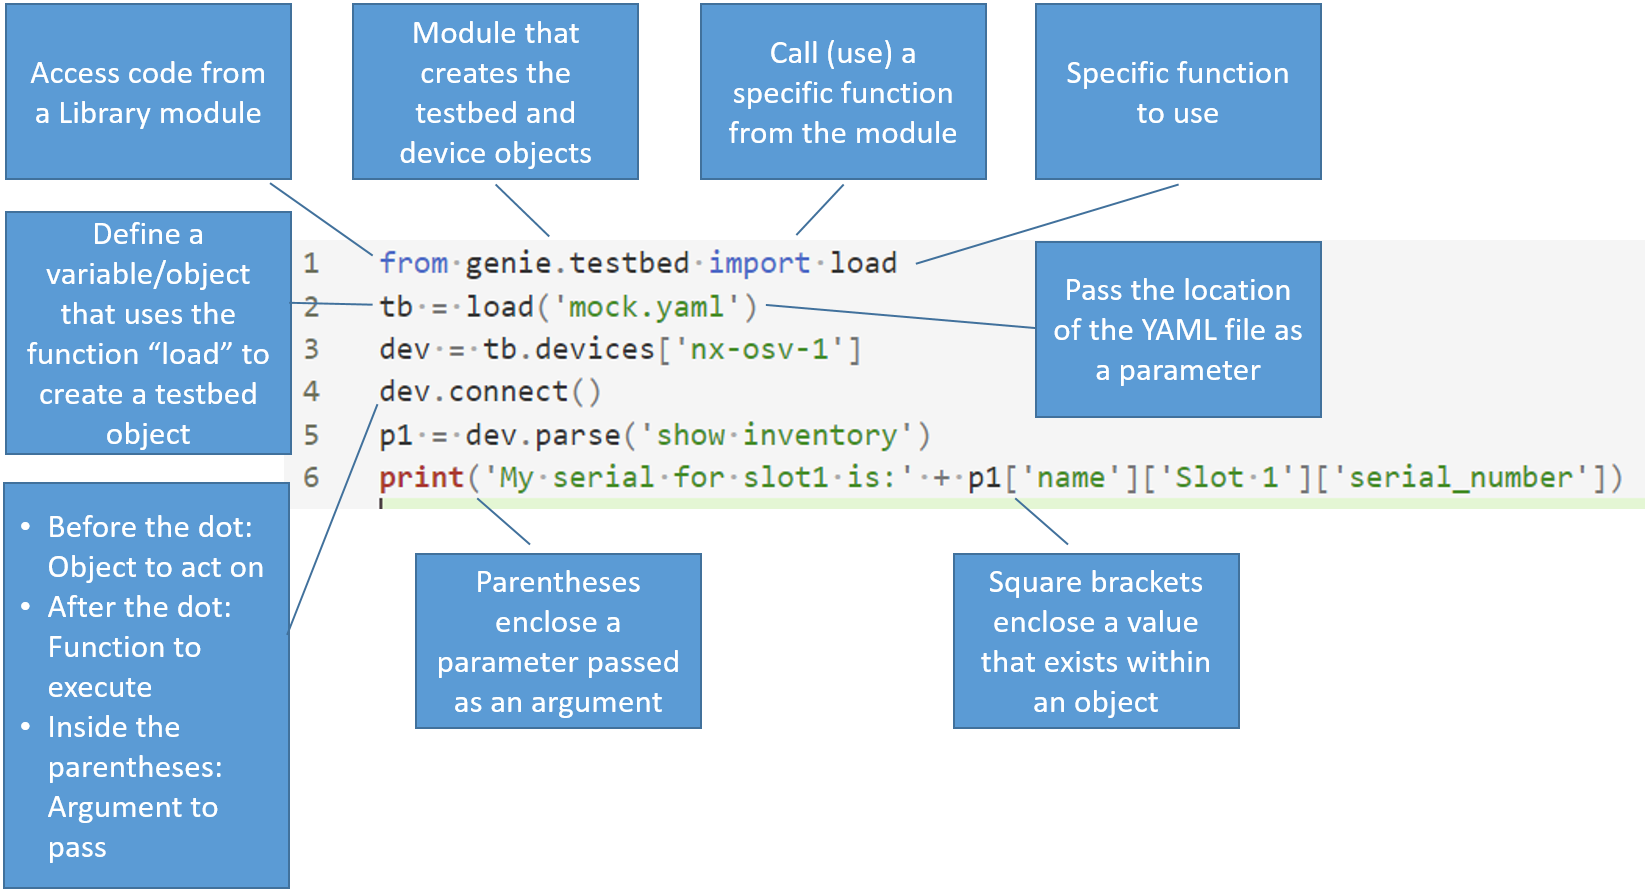 Access code from
a Library module
Module that
creates the
testbed and
device objects
Call (use) a
specific function
from the module
Specific function
to use
Define a
variable/object
that uses the
function “load” to
create a testbed
object
1 from genie.testbed import load
2 tb = load('mock.yaml')
3 dev = tb.devices['nx-osv-1']
4 dev.connect()
5 p1 = dev.parse('show inventory')
6 print('My serial for slot1 is:' + p1['name']['Slot 1']['serial_number'])
Pass the location
of the YAML file as
a parameter
• Before the dot:
Object to act on
• After the dot:
Function to
execute
• Inside the
parentheses:
Argument to
pass
Parentheses
enclose a
parameter passed
as an argument
Square brackets
enclose a value
that exists within
an object